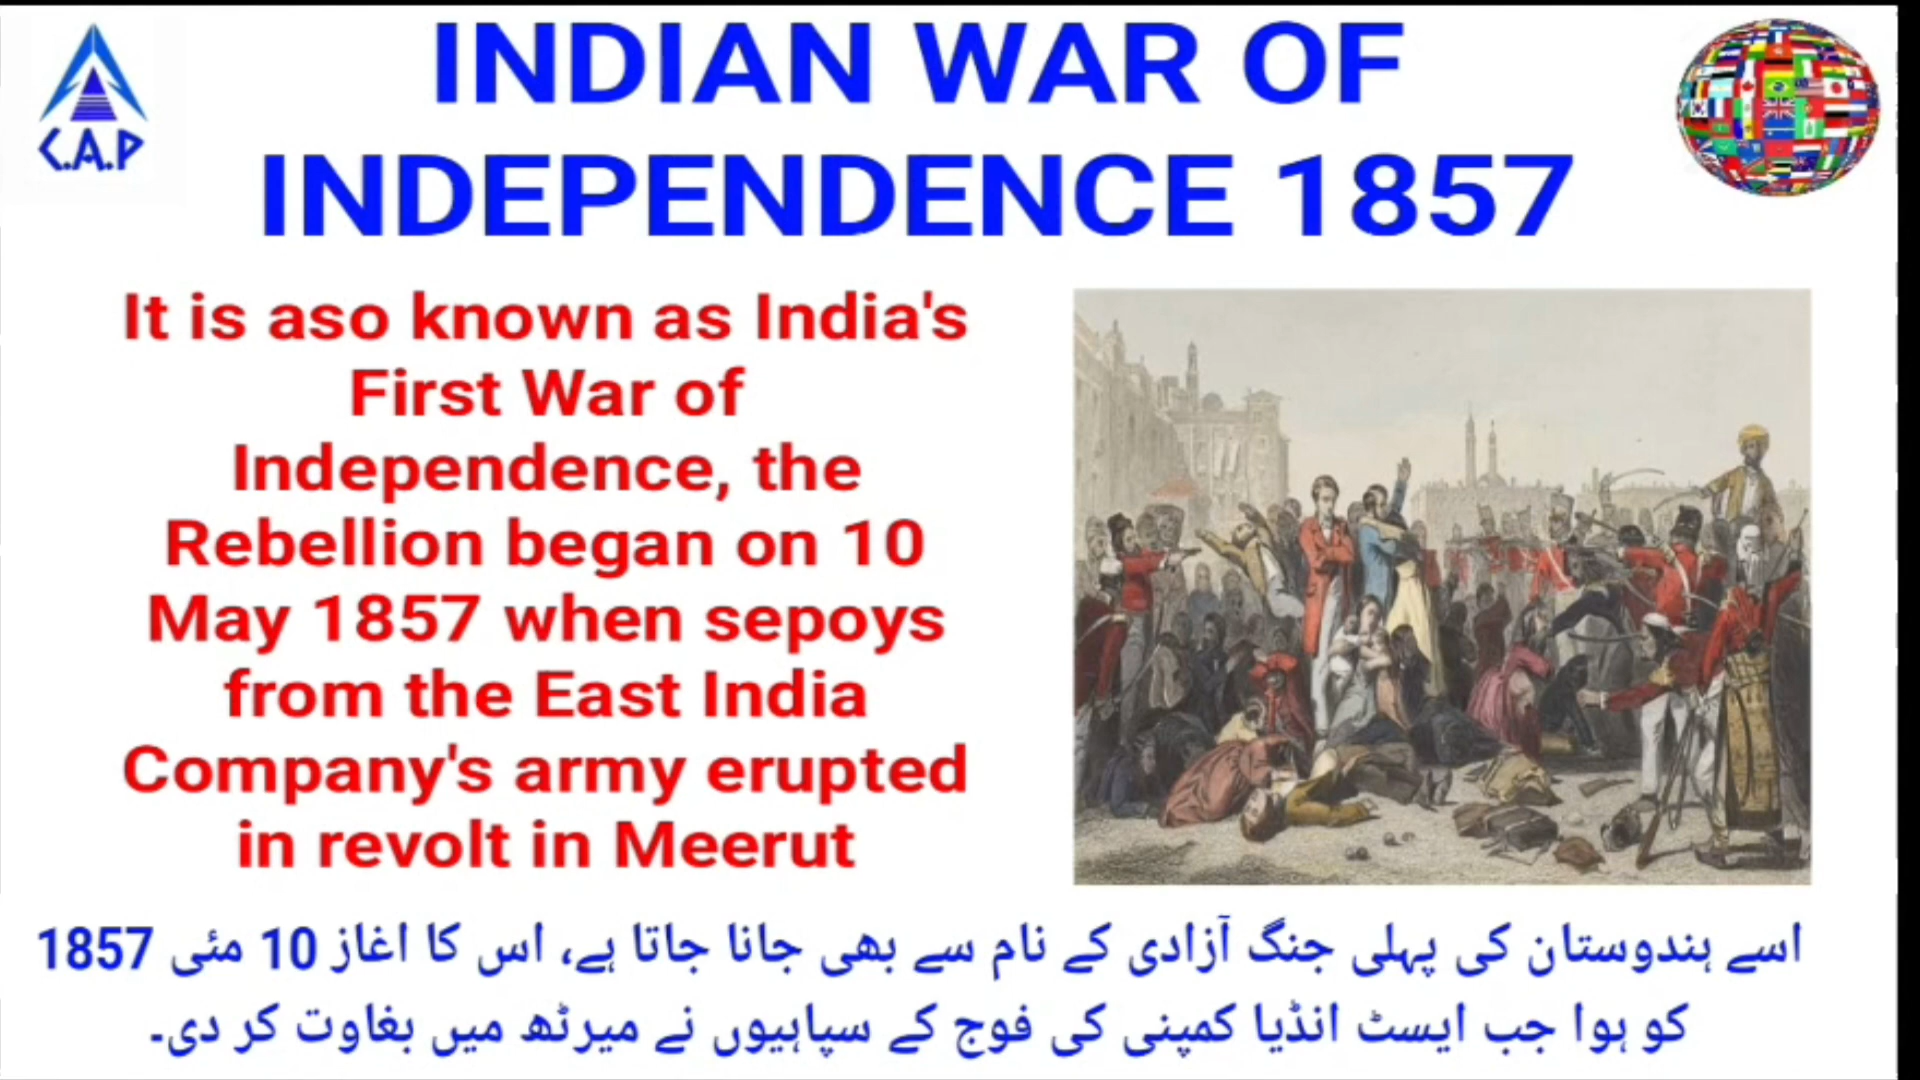 C.A.P
INDIAN WAR OF
INDEPENDENCE 1857
It is aso known as India's
First War of
Independence, the
Rebellion began on 10
May 1857 when sepoys
from the East India
Company's army erupted
in revolt in Meerut
اسے ہندوستان کی پہلی جنگ آزادی کے نام سے بھی جانا جاتا ہے، اس کا اغاز 10 مئی 1857
کو ہوا جب ایسٹ انڈیا کمپنی کی فوج کے سپاہیوں نے میرٹھ میں بغاوت کر دی۔